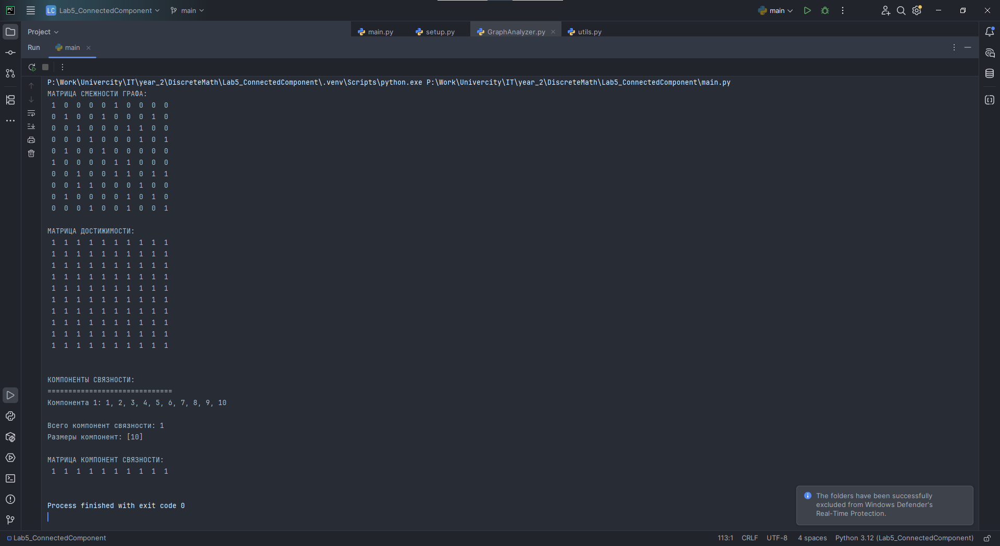 PC
LC Lab5_ConnectedComponent main main
Project main.py setup.py GraphAnalyzer.py utils.py
Run main
P:\Work\Univercity\IT\year_2\DiscreteMath\Lab5_ConnectedComponent\.venv\Scripts\python.exe P:\Work\Univercity\IT\year_2\DiscreteMath\Lab5_ConnectedComponent\main.py
МАТРИЦА СМЕЖНОСТИ ГРАФА:
1 0 0 0 0 1 0 0 0 0
0 1 0 0 1 0 0 0 1 0
0 0 1 0 0 0 1 1 0 0
0 0 0 1 0 0 0 1 0 1
0 1 0 0 1 0 0 0 0 0
1 0 0 0 0 1 1 0 0 0
0 0 1 0 0 1 1 0 1 1
0 0 1 1 0 0 0 1 0 0
0 1 0 0 0 0 1 0 1 0
0 0 0 1 0 0 1 0 0 1
МАТРИЦА ДОСТИЖИМОСТИ:
1 1 1 1 1 1 1 1 1 1
1 1 1 1 1 1 1 1 1 1
1 1 1 1 1 1 1 1 1 1
1 1 1 1 1 1 1 1 1 1
1 1 1 1 1 1 1 1 1 1
1 1 1 1 1 1 1 1 1 1
1 1 1 1 1 1 1 1 1 1
1 1 1 1 1 1 1 1 1 1
1 1 1 1 1 1 1 1 1 1
1 1 1 1 1 1 1 1 1 1
КОМПОНЕНТЫ СВЯЗНОСТИ:
==============================
Компонента 1: 1, 2, 3, 4, 5, 6, 7, 8, 9, 10
Всего компонент связности: 1
Размеры компонент: [10]
МАТРИЦА КОМПОНЕНТ СВЯЗНОСТИ:
1 1 1 1 1 1 1 1 1 1
Process finished with exit code 0
The folders have been successfully
excluded from Windows Defender's
Real-Time Protection.
Lab5_ConnectedComponent 113:1 CRLF UTF-8 4 spaces Python 3.12 (Lab5_ConnectedComponent)